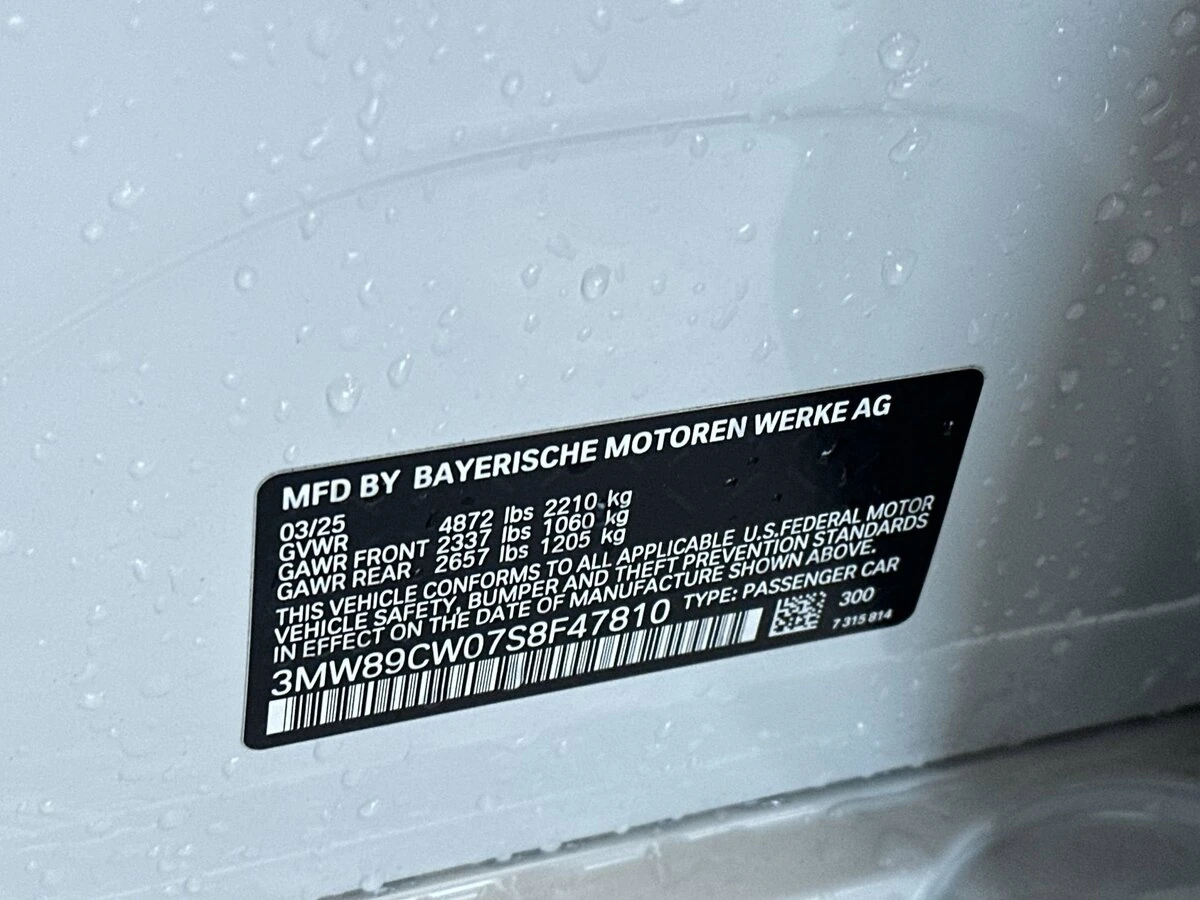 MFD BY BAYERISCHE MOTOREN WERKE AG
03/25
GVWR 4872 lbs 2210 kg
GAWR FRONT 2337 lbs 1060 kg
GAWR REAR 2657 lbs 1205 kg
THIS VEHICLE CONFORMS TO ALL APPLICABLE U.S.FEDERAL MOTOR
VEHICLE SAFETY, BUMPER AND THEFT PREVENTION STANDARDS
IN EFFECT ON THE DATE OF MANUFACTURE SHOWN ABOVE.
3MW89CW07S8F47810 TYPE: PASSENGER CAR
300
7 315 814